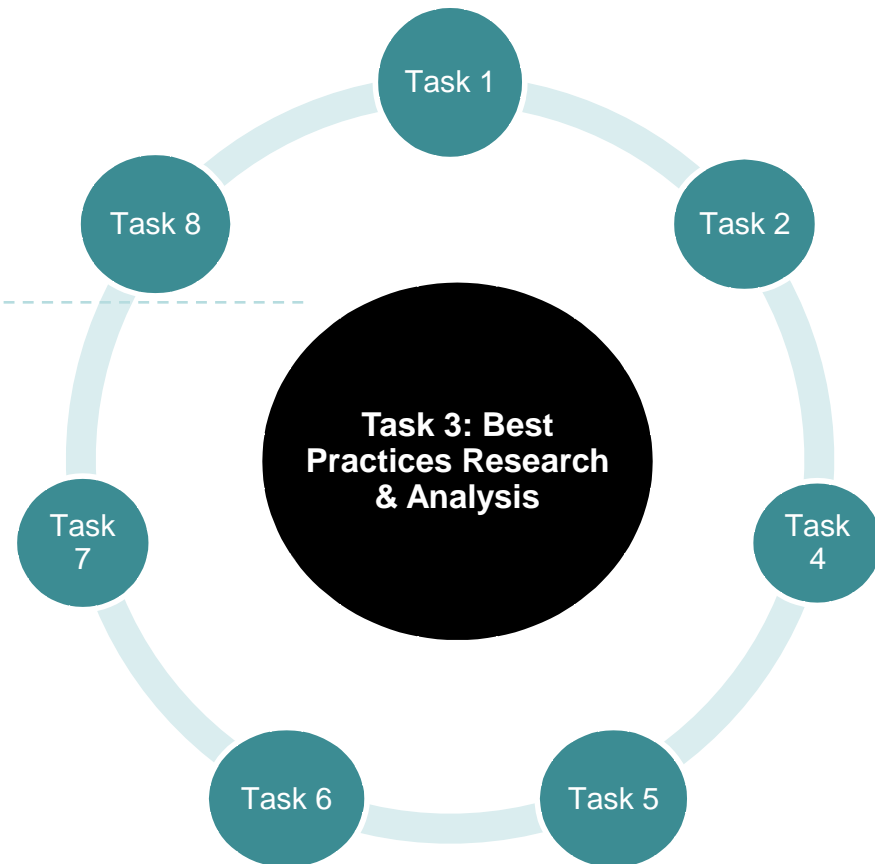 Task 1
Task 8
Task 2
Task 3: Best
Practices Research
& Analysis
Task
7
Task
4
Task 6
Task 5